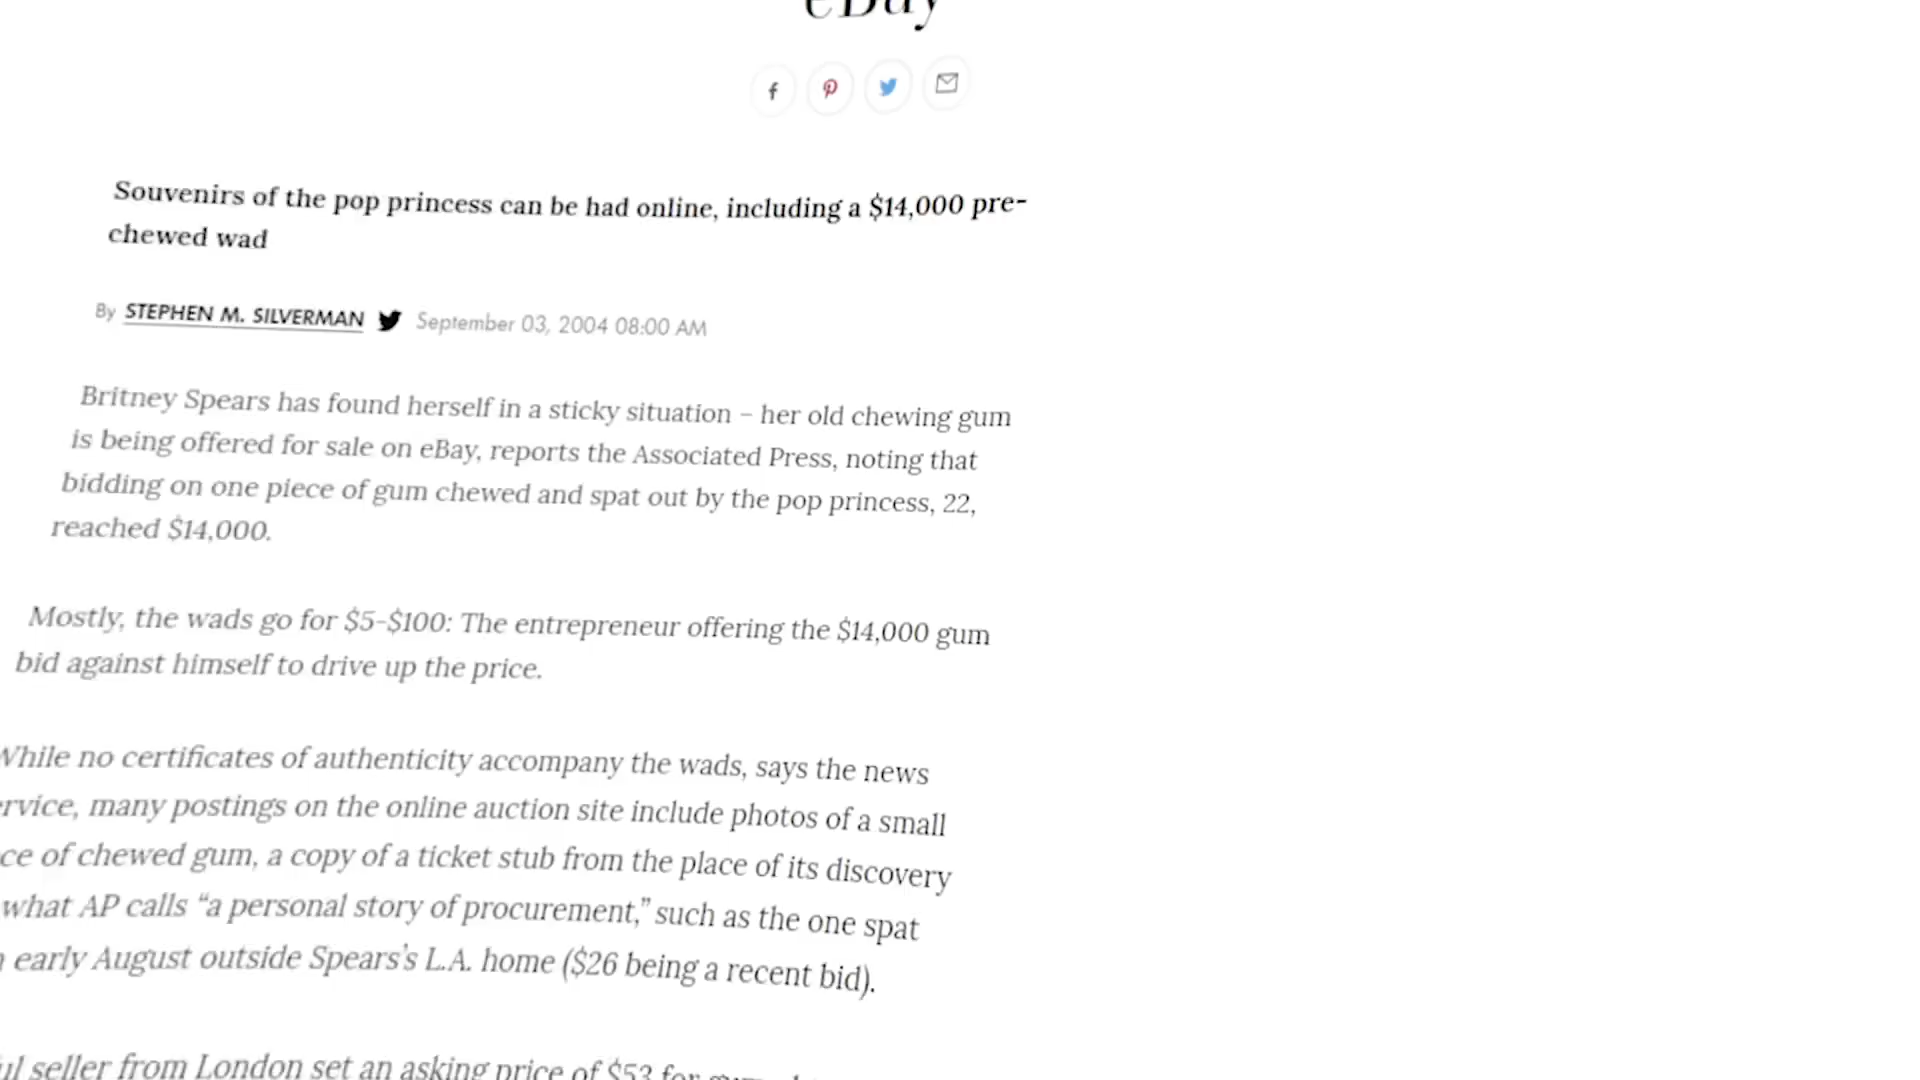 eBay
Souvenirs of the pop princess can be had online, including a $14,000 pre-
chewed wad
By STEPHEN M. SILVERMAN September 03, 2004 08:00 AM
Britney Spears has found herself in a sticky situation – her old chewing gum
is being offered for sale on eBay, reports the Associated Press, noting that
bidding on one piece of gum chewed and spat out by the pop princess, 22,
reached $14,000.
Mostly, the wads go for $5-$100: The entrepreneur offering the $14,000 gum
bid against himself to drive up the price.
While no certificates of authenticity accompany the wads, says the news
ervice, many postings on the online auction site include photos of a small
ce of chewed gum, a copy of a ticket stub from the place of its discovery
what AP calls “a personal story of procurement,” such as the one spat
early August outside Spears's L.A. home ($26 being a recent bid).
ul seller from London set an asking price of $53 for